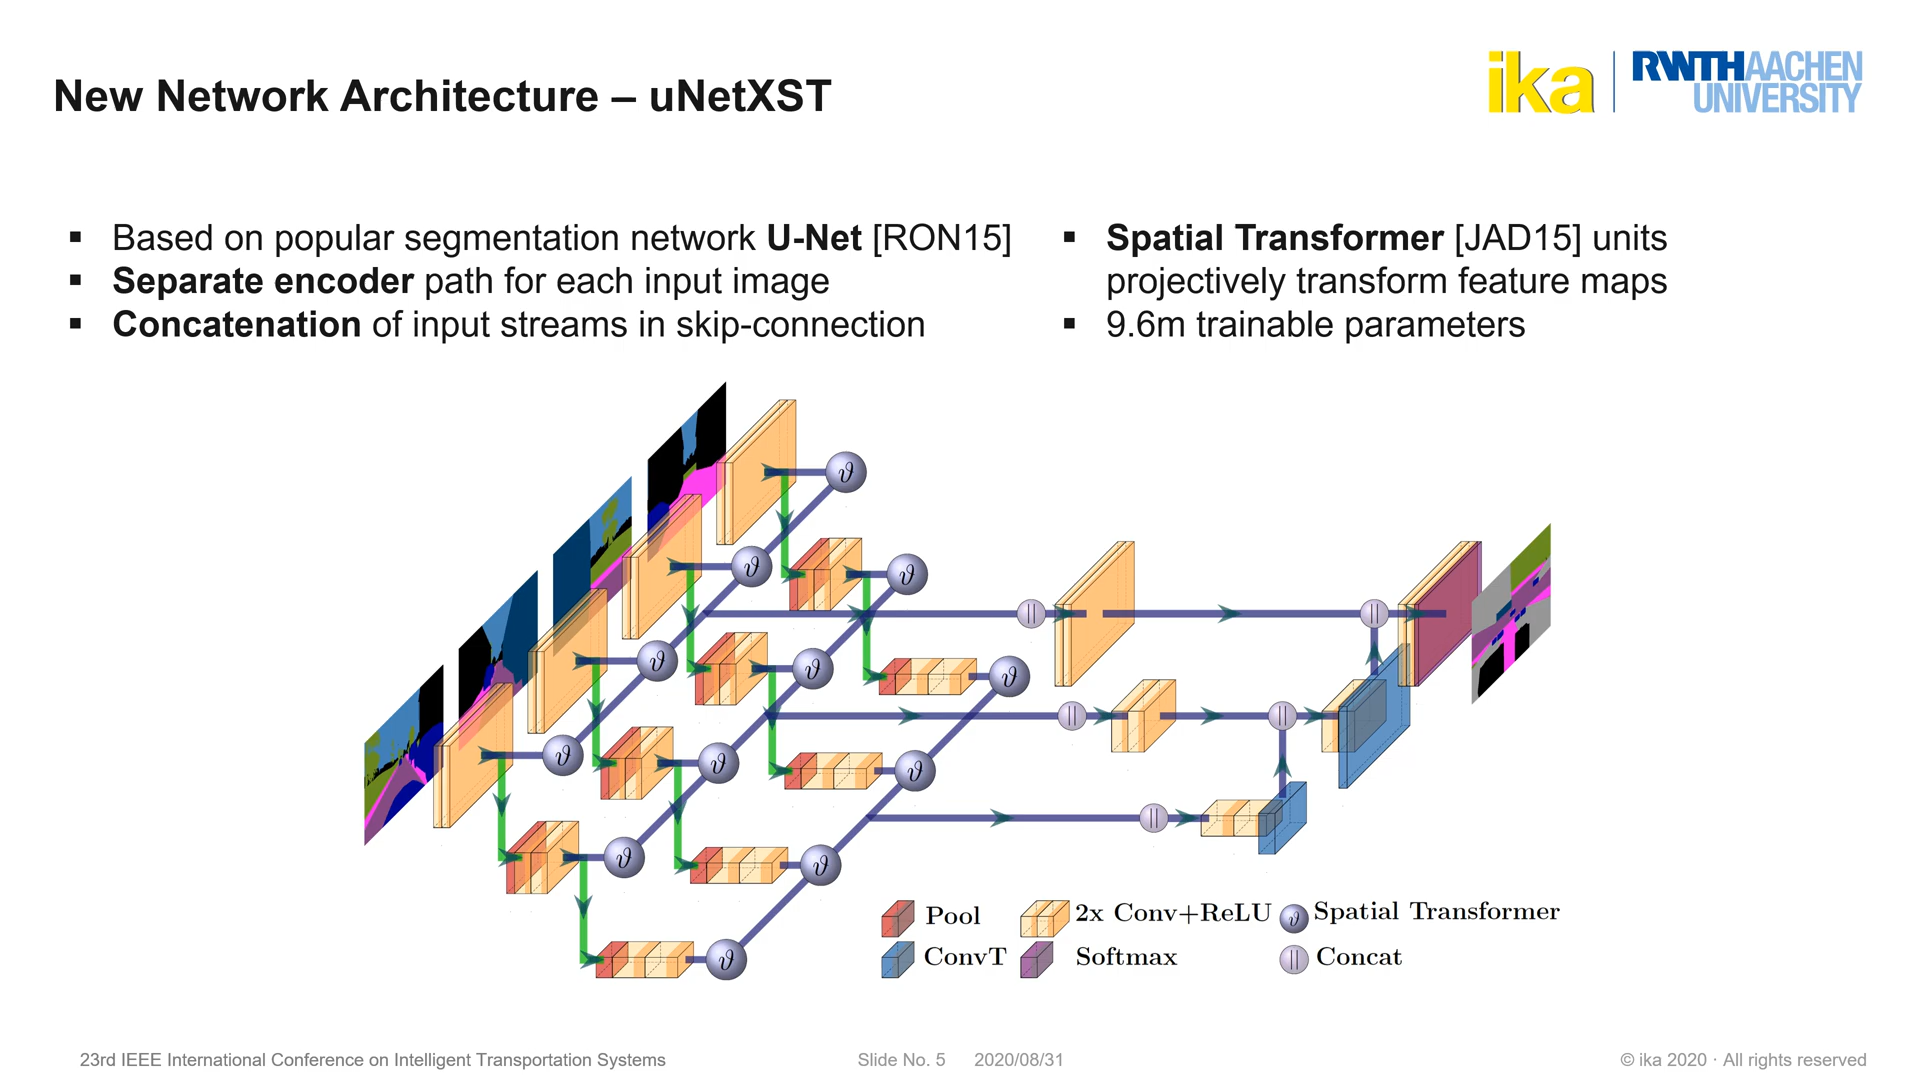 New Network Architecture – uNetXST
ika
RWTHAACHEN
UNIVERSITY
▪ Based on popular segmentation network U-Net [RON15]
▪ Separate encoder path for each input image
▪ Concatenation of input streams in skip-connection
▪ Spatial Transformer [JAD15] units
projectively transform feature maps
▪ 9.6m trainable parameters
ϑ
ϑ
ϑ
ϑ
||
||
ϑ
ϑ
ϑ
||
||
ϑ
ϑ
ϑ
||
ϑ
ϑ
Pool
2x Conv+ReLU
ϑ Spatial Transformer
ConvT
Softmax
|| Concat
23rd IEEE International Conference on Intelligent Transportation Systems
Slide No. 5
2020/08/31
© ika 2020 · All rights reserved